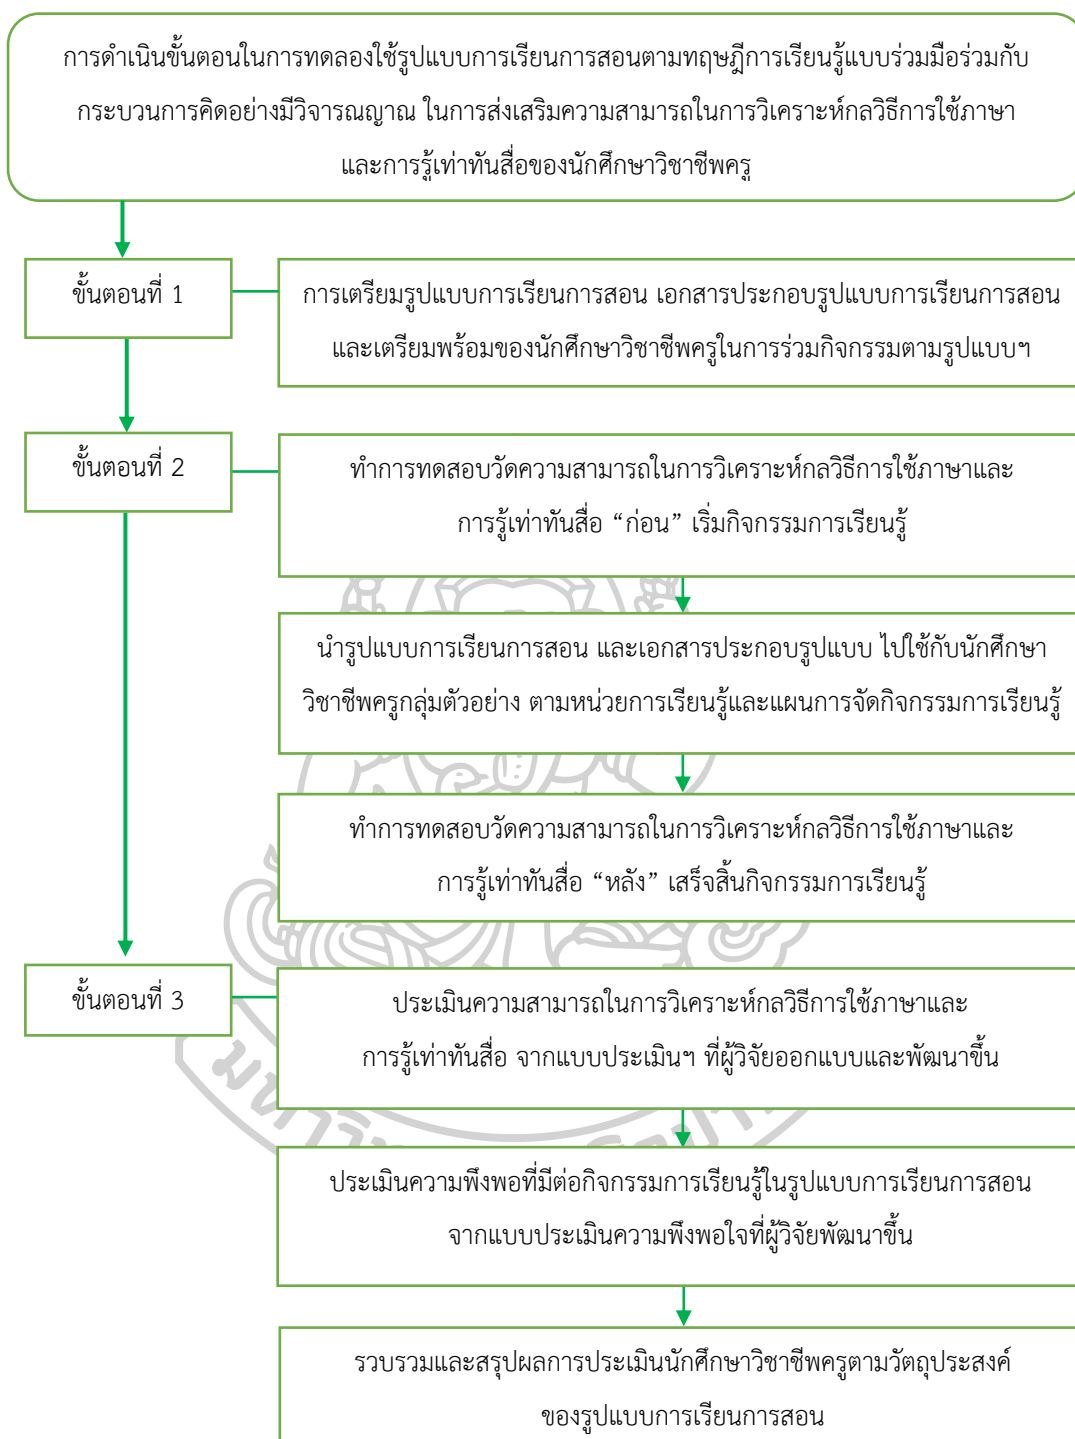 การดำเนินขั้นตอนในการทดลองใช้รูปแบบการเรียนการสอนตามทฤษฎีการเรียนรู้แบบร่วมมือร่วมกับ
กระบวนการคิดอย่างมีวิจารณญาณ ในการส่งเสริมความสามารถในการวิเคราะห์กลวิธีการใช้ภาษา
และการรู้เท่าทันสื่อของนักศึกษาวิชาชีพครู
ขั้นตอนที่ 1
การเตรียมรูปแบบการเรียนการสอน เอกสารประกอบรูปแบบการเรียนการสอน
และเตรียมพร้อมของนักศึกษาวิชาชีพครูในการร่วมกิจกรรมตามรูปแบบฯ
ขั้นตอนที่ 2
ทำการทดสอบวัดความสามารถในการวิเคราะห์กลวิธีการใช้ภาษาและ
การรู้เท่าทันสื่อ “ก่อน” เริ่มกิจกรรมการเรียนรู้
นำรูปแบบการเรียนการสอน และเอกสารประกอบรูปแบบ ไปใช้กับนักศึกษา
วิชาชีพครูกลุ่มตัวอย่าง ตามหน่วยการเรียนรู้และแผนการจัดกิจกรรมการเรียนรู้
ทำการทดสอบวัดความสามารถในการวิเคราะห์กลวิธีการใช้ภาษาและ
การรู้เท่าทันสื่อ “หลัง” เสร็จสิ้นกิจกรรมการเรียนรู้
ขั้นตอนที่ 3
ประเมินความสามารถในการวิเคราะห์กลวิธีการใช้ภาษาและ
การรู้เท่าทันสื่อ จากแบบประเมินฯ ที่ผู้วิจัยออกแบบและพัฒนาขึ้น
ประเมินความพึงพอที่มีต่อกิจกรรมการเรียนรู้ในรูปแบบการเรียนการสอน
จากแบบประเมินความพึงพอใจที่ผู้วิจัยพัฒนาขึ้น
รวบรวมและสรุปผลการประเมินนักศึกษาวิชาชีพครูตามวัตถุประสงค์
ของรูปแบบการเรียนการสอน